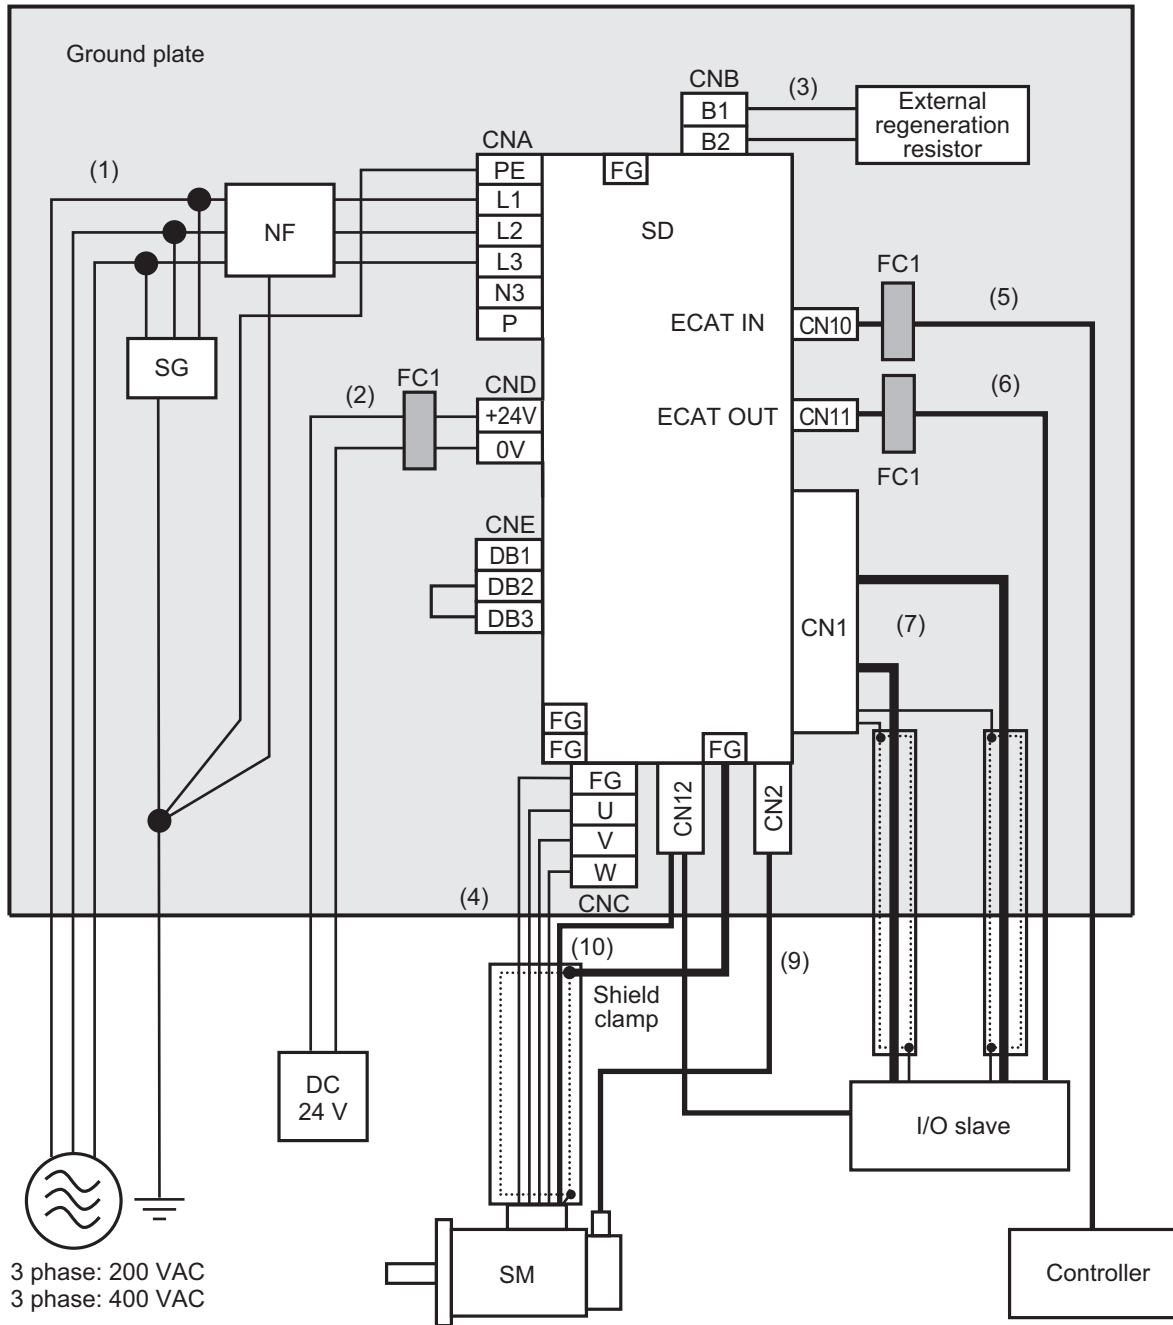 Ground plate
CNB
(3)
B1
B2
External
regeneration
resistor
CNA
(1)
PE
L1
L2
L3
N3
P
FG
NF
SD
SG
FC1
(5)
ECAT IN
CN10
(2)
FC1
CND
+24V
0V
(6)
ECAT OUT
CN11
FC1
CNE
DB1
DB2
DB3
CN1
(7)
FG
FG
FG
FG
U
V
W
CNC
CN12
CN2
(4)
(10)
(9)
Shield
clamp
DC
24 V
I/O slave
SM
Controller
3 phase: 200 VAC
3 phase: 400 VAC